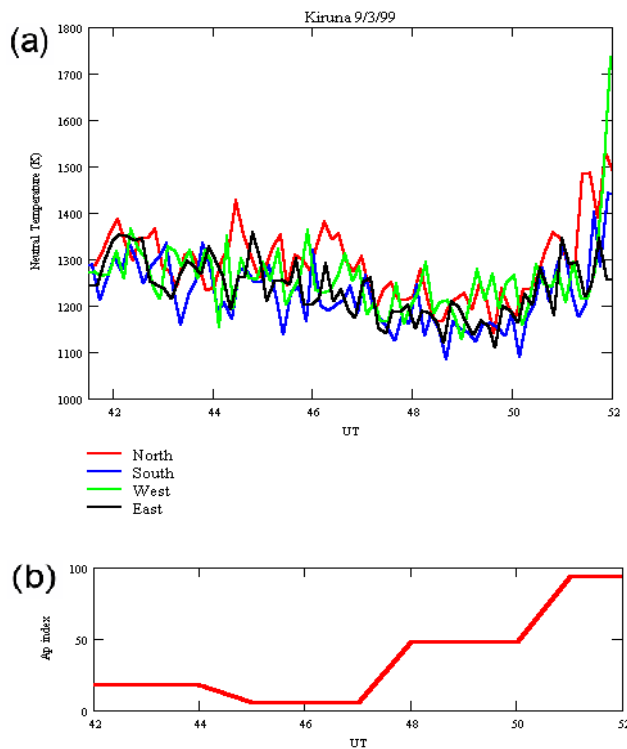 Kiruna 9/3/99
(a)
1800
1700
1600
1500
1400
1300
1200
1100
1000
Neutral Temperature (K)
42 44 46 48 50 52
UT
North
South
West
East
(b)
100
50
0
Ap index
42 44 46 48 50 52
UT